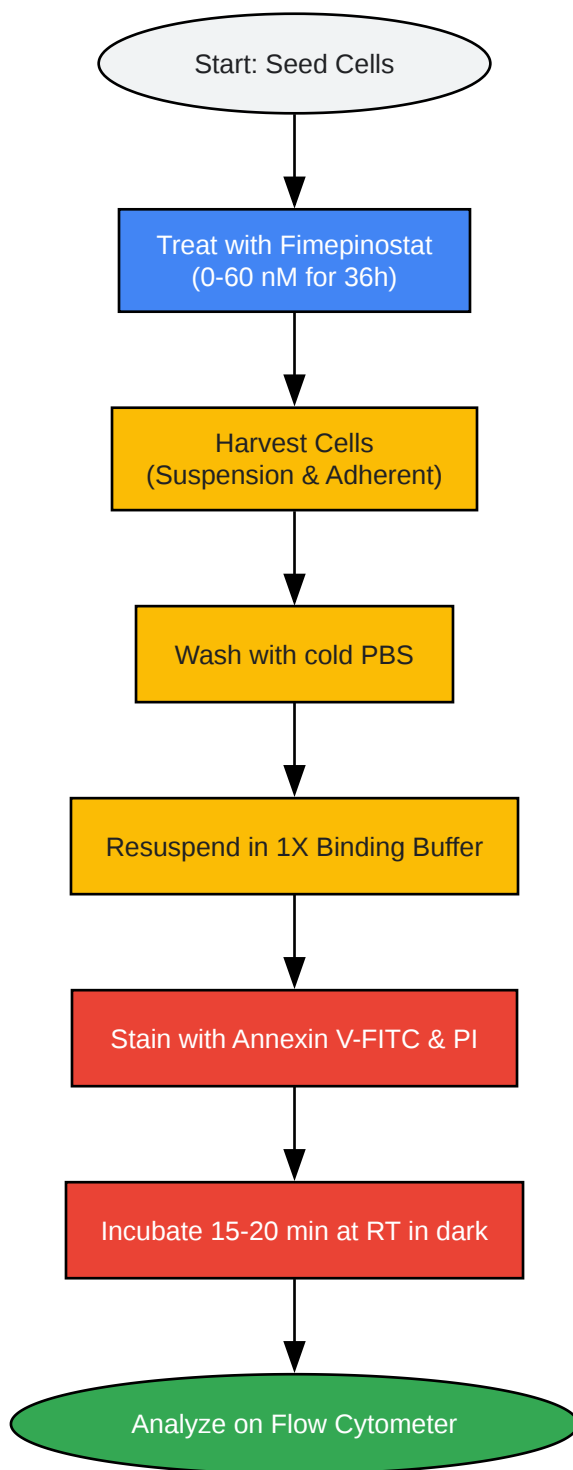 Start: Seed Cells
Treat with Fimepinostat
(0-60 nM for 36h)
Harvest Cells
(Suspension & Adherent)
Wash with cold PBS
Resuspend in 1X Binding Buffer
Stain with Annexin V-FITC & PI
Incubate 15-20 min at RT in dark
Analyze on Flow Cytometer